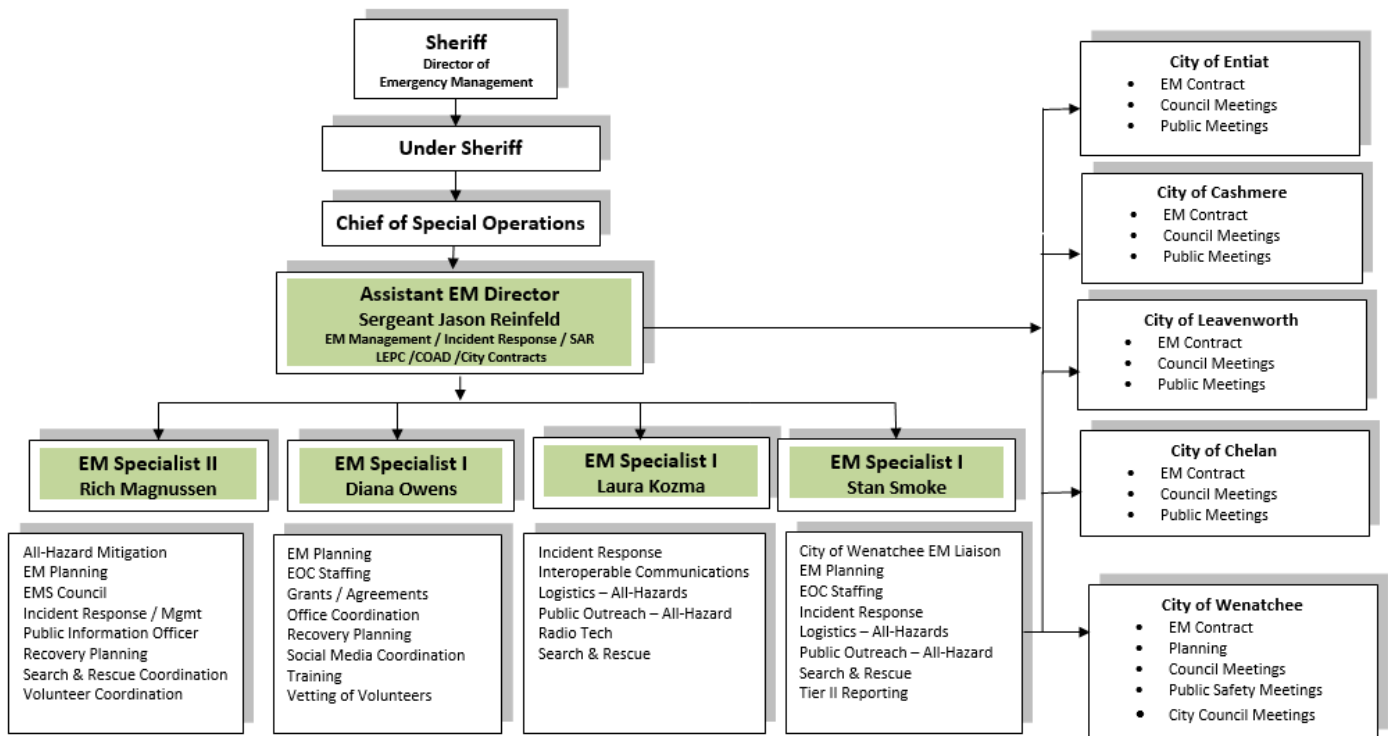 Sheriff
Director of
Emergency Management
Under Sheriff
Chief of Special Operations
Assistant EM Director
Sergeant Jason Reinfeld
EM Management / Incident Response / SAR
LEPC /COAD /City Contracts
EM Specialist II
Rich Magnussen
EM Specialist I
Diana Owens
EM Specialist I
Laura Kozma
EM Specialist I
Stan Smoke
All-Hazard Mitigation
EM Planning
EMS Council
Incident Response / Mgmt
Public Information Officer
Recovery Planning
Search & Rescue Coordination
Volunteer Coordination
EM Planning
EOC Staffing
Grants / Agreements
Office Coordination
Recovery Planning
Social Media Coordination
Training
Vetting of Volunteers
Incident Response
Interoperable Communications
Logistics – All-Hazards
Public Outreach – All-Hazard
Radio Tech
Search & Rescue
City of Wenatchee EM Liaison
EM Planning
EOC Staffing
Incident Response
Logistics – All-Hazards
Public Outreach – All-Hazard
Search & Rescue
Tier II Reporting
City of Entiat
• EM Contract
• Council Meetings
• Public Meetings
City of Cashmere
• EM Contract
• Council Meetings
• Public Meetings
City of Leavenworth
• EM Contract
• Council Meetings
• Public Meetings
City of Chelan
• EM Contract
• Council Meetings
• Public Meetings
City of Wenatchee
• EM Contract
• Planning
• Council Meetings
• Public Safety Meetings
• City Council Meetings